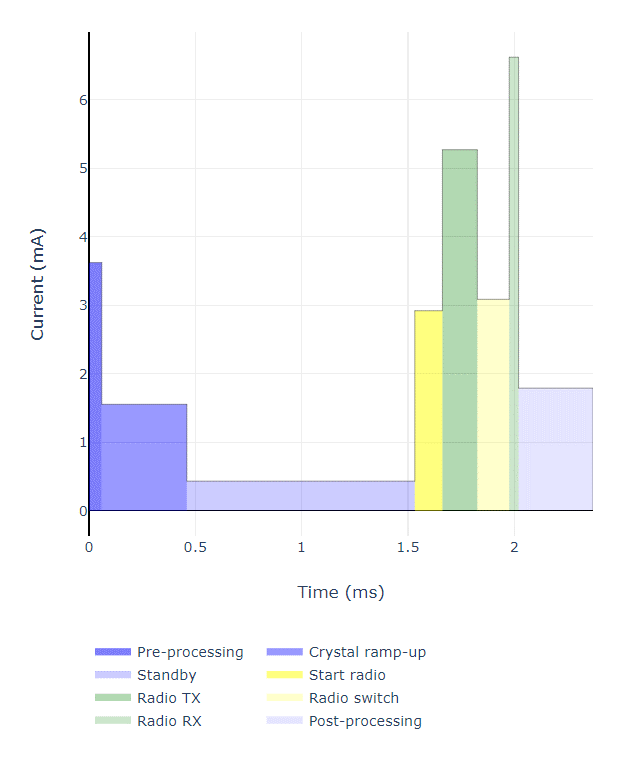 6
5
4
3
2
1
0
Current (mA)
0 0.5 1 1.5 2
Time (ms)
Pre-processing Crystal ramp-up
Standby Start radio
Radio TX Radio switch
Radio RX Post-processing